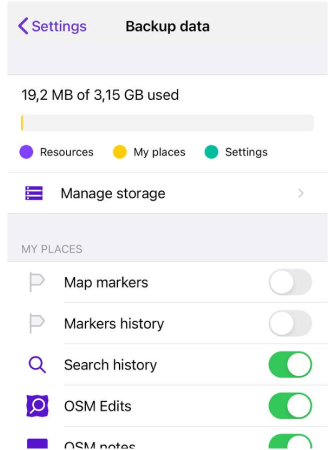 Settings Backup data
19,2 MB of 3,15 GB used
Resources My places Settings
Manage storage
MY PLACES
Map markers
Markers history
Search history
OSM Edits
OSM notes